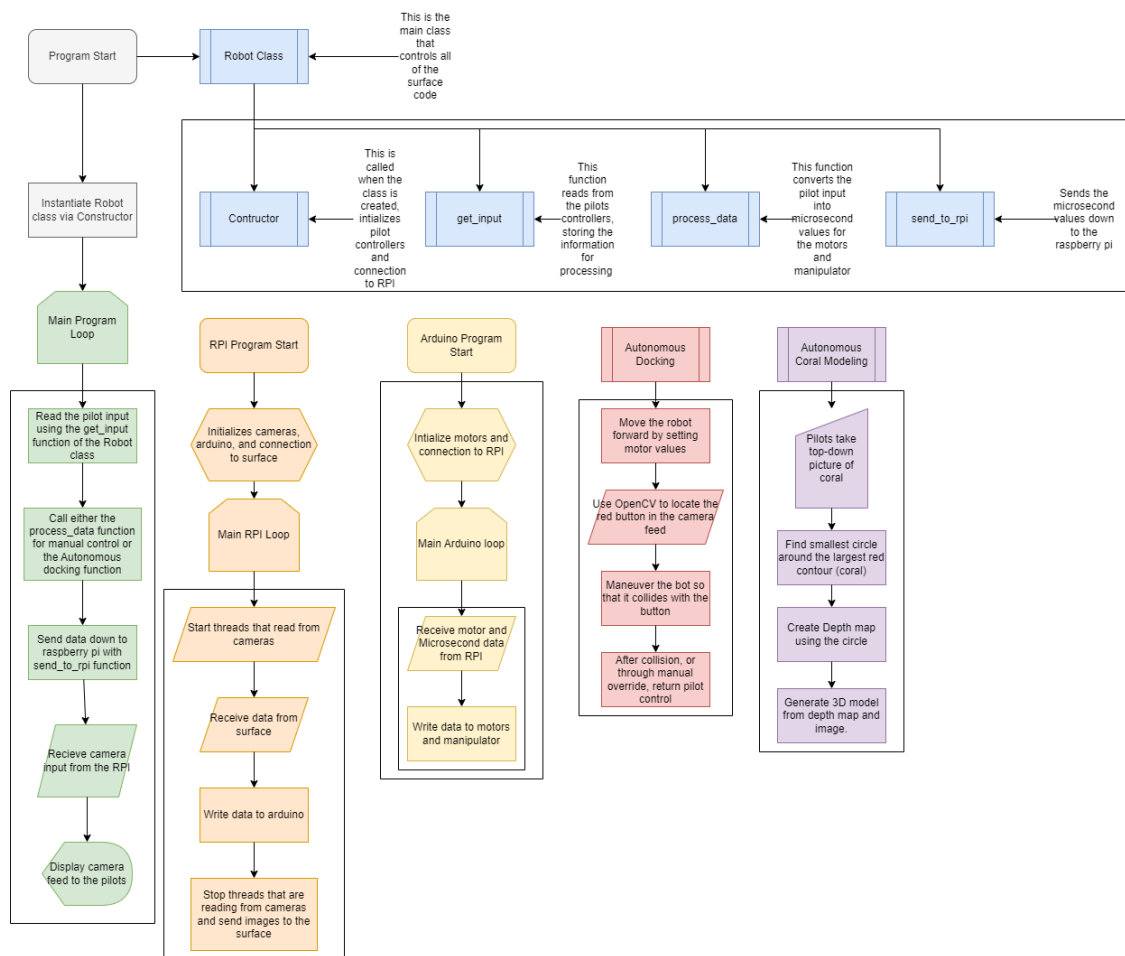 This is the
main class
that
controls all
of the
surface
code
Program Start
Robot Class
This is
called
when the
class is
created,
intializes
pilot
controllers
and
connection
to RPI
This
function
reads from
the pilots
controllers,
storing the
information
for
processing
This function
converts the
pilot input
into
microsecond
values for
the motors
and
manipulator
Sends the
microsecond
values down
to the
raspberry pi
Instantiate Robot
class via Constructor
Contructor
get_input
process_data
send_to_rpi
Main Program
Loop
Read the pilot input
using the get_input
function of the Robot
class
Call either the
process_data function
for manual control or
the Autonomous
docking function
Send data down to
raspberry pi with
send_to_rpi function
Recieve camera
input from the RPI
Display camera
feed to the pilots
RPI Program Start
Initializes cameras,
arduino, and connection
to surface
Main RPI Loop
Start threads that read from
cameras
Receive data from
surface
Write data to arduino
Stop threads that are
reading from cameras
and send images to the
surface
Arduino Program
Start
Intialize motors and
connection to RPI
Main Arduino loop
Receive motor and
Microsecond data
from RPI
Write data to motors
and manipulator
Autonomous
Docking
Move the robot
forward by setting
motor values
Use OpenCV to locate the
red button in the camera
feed
Maneuver the bot so
that it collides with the
button
After collision, or
through manual
override, return pilot
control
Autonomous
Coral Modeling
Pilots take
top-down
picture of
coral
Find smallest circle
around the largest red
contour (coral)
Create Depth map
using the circle
Generate 3D model
from depth map and
image.